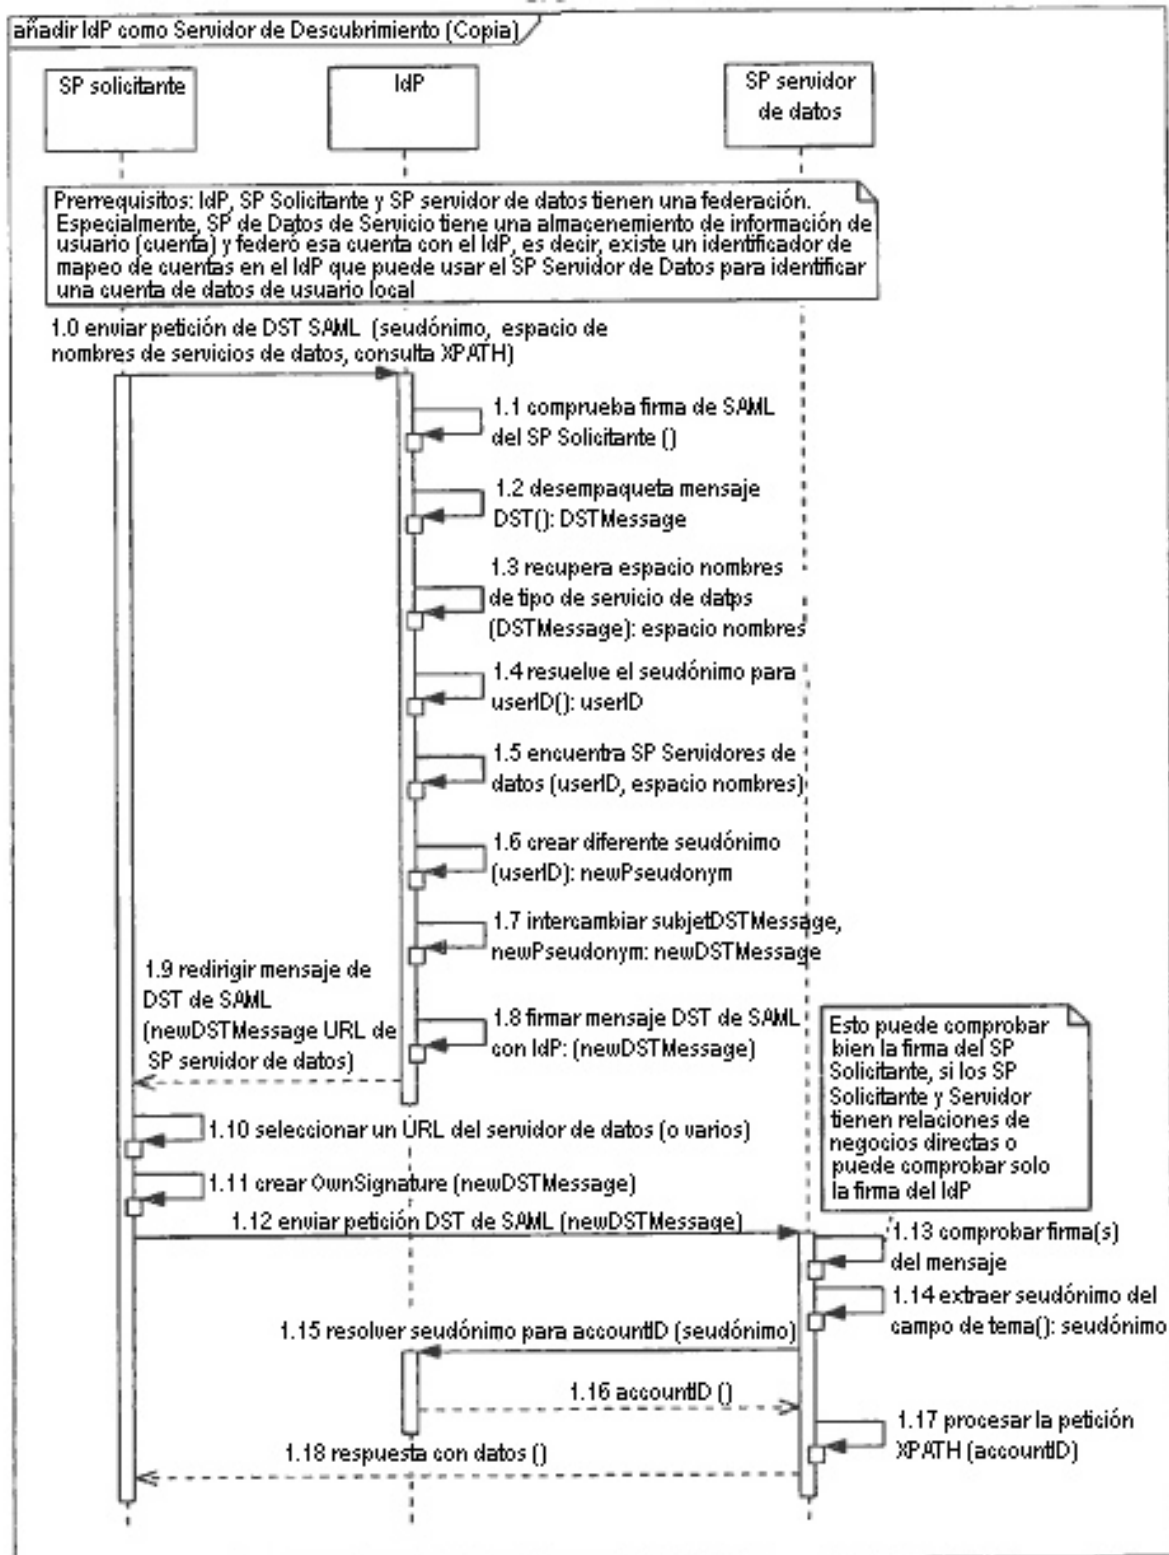 añadir IdP como Servidor de Descubrimiento (Copia)
SP solicitante
IdP
SP servidor
de datos
Prerrequisitos: IdP, SP Solicitante y SP servidor de datos tienen una federación.
Especialmente, SP de Datos de Servicio tiene una almacenemiento de información de
usuario (cuenta) y federó esa cuenta con el IdP, es decir, existe un identificador de
mapeo de cuentas en el IdP que puede usar el SP Servidor de Datos para identificar
una cuenta de datos de usuario local
1.0 enviar petición de DST SAML (seudónimo, espacio de
nombres de servicios de datos, consulta XPATH)
1.1 comprueba firma de SAML
del SP Solicitante ()
1.2 desempaqueta mensaje
DST(): DSTMessage
1.3 recupera espacio nombres
de tipo de servicio de datps
(DSTMessage): espacio nombres
1.4 resuelve el seudónimo para
userID(): userID
1.5 encuentra SP Servidores de
datos (userID, espacio nombres)
1.6 crear diferente seudónimo
(userID): newPseudonym
1.7 intercambiar subjetDSTMessage,
newPseudonym: newDSTMessage
1.8 firmar mensaje DST de SAML
con IdP: (newDSTMessage)
1.9 redirigir mensaje de
DST de SAML
(newDSTMessage URL de
SP servidor de datos)
Esto puede comprobar
bien la firma del SP
Solicitante, si los SP
Solicitante y Servidor
tienen relaciones de
negocios directas o
puede comprobar solo
la firma del IdP
1.10 seleccionar un URL del servidor de datos (o varios)
1.11 crear OwnSignature (newDSTMessage)
1.12 enviar petición DST de SAML (newDSTMessage)
1.13 comprobar firma(s)
del mensaje
1.14 extraer seudónimo del
campo de tema(): seudónimo
1.15 resolver seudónimo para accountID (seudónimo)
1.16 accountID ()
1.17 procesar la petición
XPATH (accountID)
1.18 respuesta con datos ()